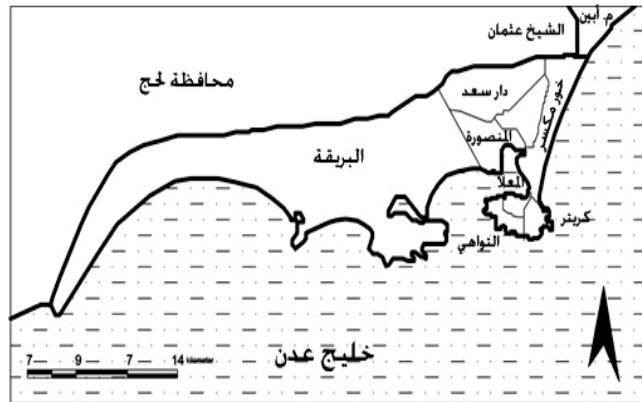 م. أبين
الشيخ عثمان
محافظة لحج
دار سعد
خور مكسر
المنصورة
البريقة
المعلا
كريتر
التواهي
خليج عدن
7 9 7 14 kilometer